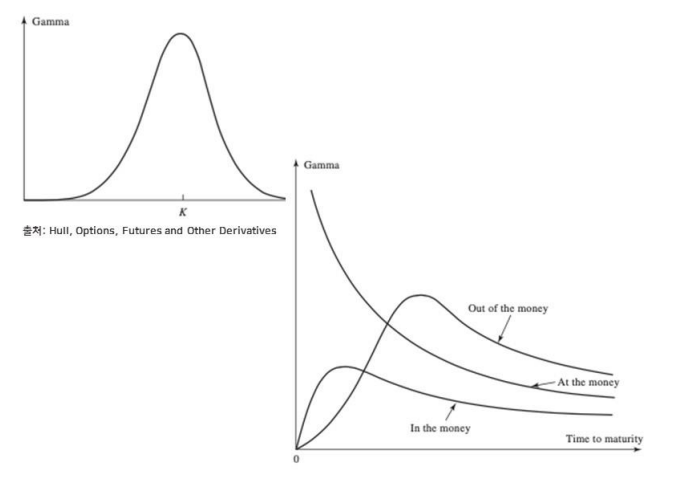 Gamma
K
출처: Hull, Options, Futures and Other Derivatives
Gamma
Out of the money
At the money
In the money
Time to maturity
0